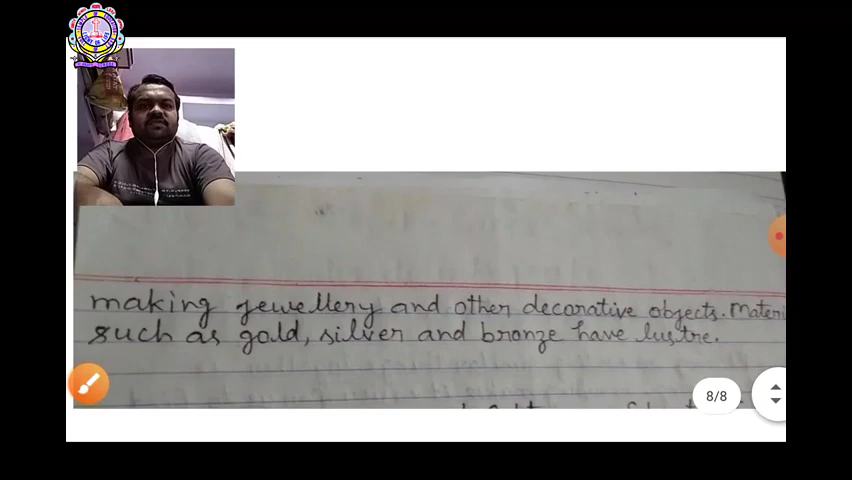 making jewellery and other decorative objects. Materi
such as gold, silver and bronze have lustre.
8/8